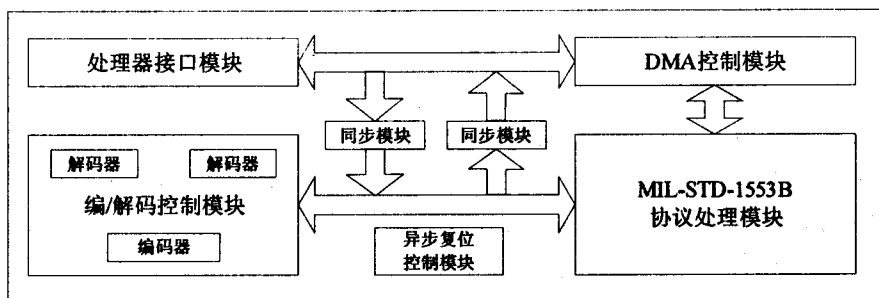 处理器接口模块
DMA控制模块
同步模块
同步模块
解码器
解码器
编/解码控制模块
编码器
MIL-STD-1553B
协议处理模块
异步复位
控制模块